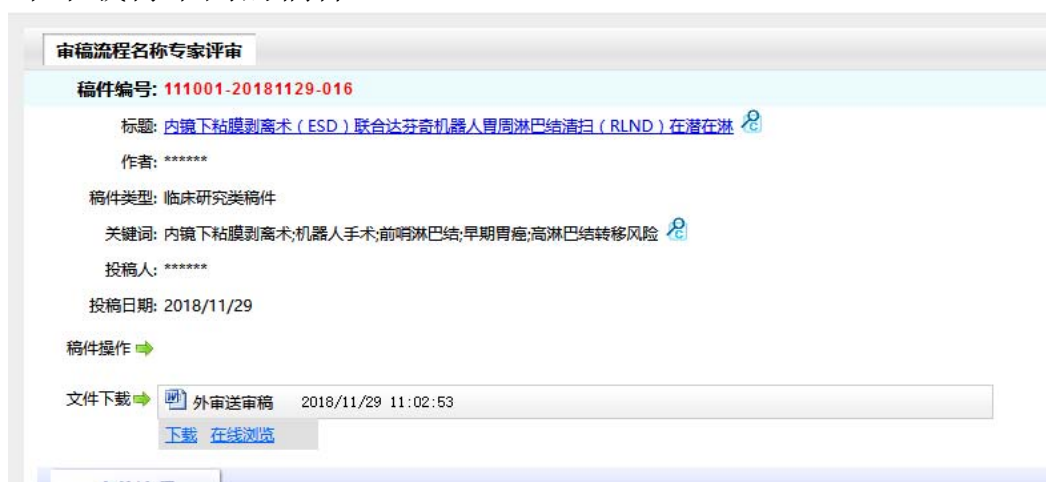 审稿流程名称专家评审
稿件编号: 111001-20181129-016
标题: 内镜下粘膜剥离术（ESD）联合达芬奇机器人胃周淋巴结清扫（RLND）在潜在淋
作者: ******
稿件类型: 临床研究类稿件
关键词: 内镜下粘膜剥离术;机器人手术;前哨淋巴结;早期胃癌;高淋巴结转移风险
投稿人: ******
投稿日期: 2018/11/29
稿件操作
文件下载 外审送审稿 2018/11/29 11:02:53
下载 在线浏览